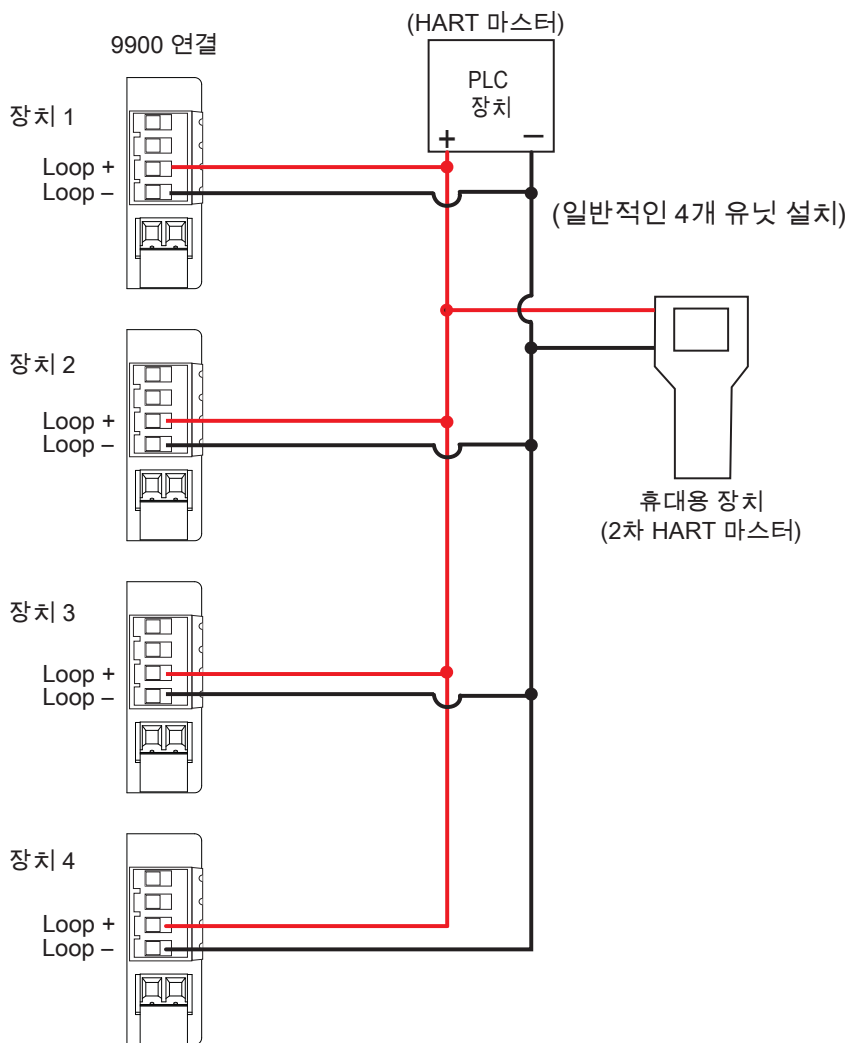 (HART 마스터)
9900 연결
PLC
장치
+ —
장치 1
Loop +
Loop –
(일반적인 4개 유닛 설치)
장치 2
Loop +
Loop –
휴대용 장치
(2차 HART 마스터)
장치 3
Loop +
Loop –
장치 4
Loop +
Loop –